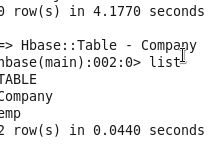 0 row(s) in 4.1770 seconds
=> Hbase::Table - Company
hbase(main):002:0> list
TABLE
Company
emp
2 row(s) in 0.0440 seconds